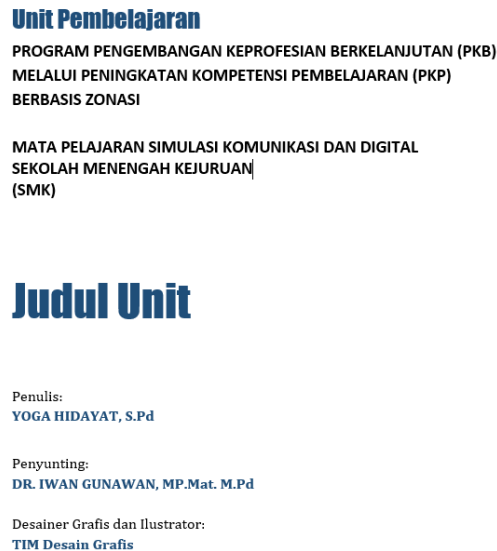 Unit Pembelajaran
PROGRAM PENGEMBANGAN KEPROFESIAN BERKELANJUTAN (PKB)
MELALUI PENINGKATAN KOMPETENSI PEMBELAJARAN (PKP)
BERBASIS ZONASI
MATA PELAJARAN SIMULASI KOMUNIKASI DAN DIGITAL
SEKOLAH MENENGAH KEJURUAN
(SMK)
Judul Unit
Penulis:
YOGA HIDAYAT, S.Pd
Penyunting:
DR. IWAN GUNAWAN, MP.Mat. M.Pd
Desainer Grafis dan Ilustrator:
TIM Desain Grafis